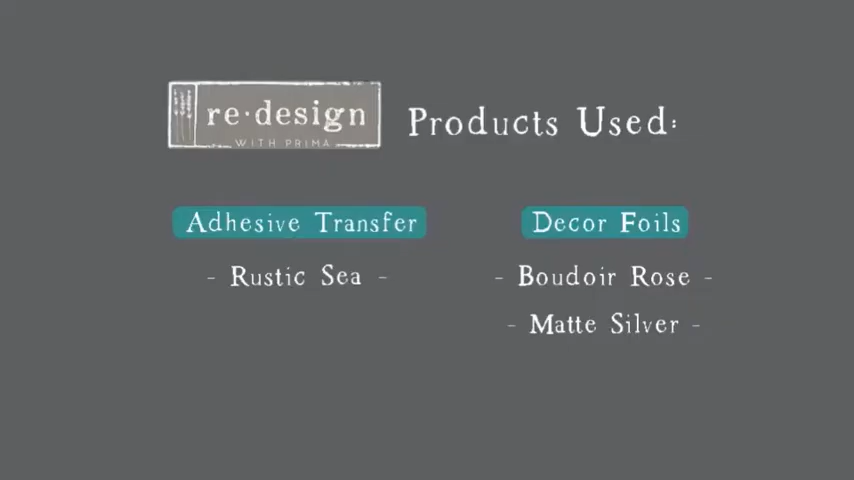 re·design
WITH PRIMA
Products Used:
Adhesive Transfer
- Rustic Sea -
Decor Foils
- Boudoir Rose -
- Matte Silver -